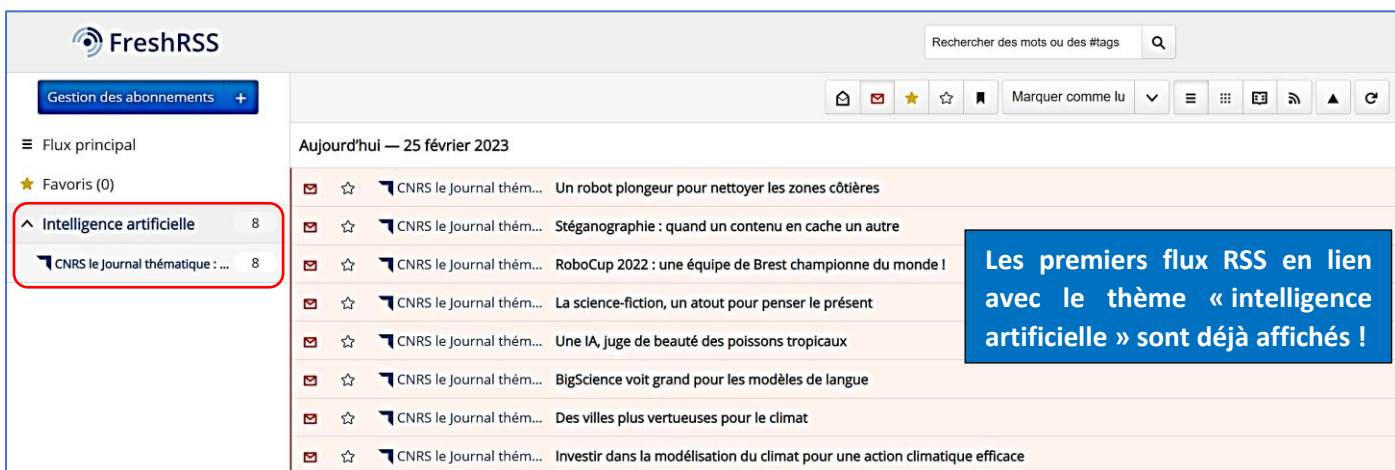 FreshRSS
Rechercher des mots ou des #tags
Gestion des abonnements +
Marquer comme lu
Flux principal
Aujourd'hui — 25 février 2023
Favoris (0)
CNRS le Journal thém... Un robot plongeur pour nettoyer les zones côtières
Intelligence artificielle 8
CNRS le Journal thém... Stéganographie : quand un contenu en cache un autre
CNRS le Journal thématique : ... 8
CNRS le Journal thém... RoboCup 2022 : une équipe de Brest championne du monde !
CNRS le Journal thém... La science-fiction, un atout pour penser le présent
CNRS le Journal thém... Une IA, juge de beauté des poissons tropicaux
CNRS le Journal thém... BigScience voit grand pour les modèles de langue
CNRS le Journal thém... Des villes plus vertueuses pour le climat
CNRS le Journal thém... Investir dans la modélisation du climat pour une action climatique efficace
Les premiers flux RSS en lien
avec le thème « intelligence
artificielle » sont déjà affichés !